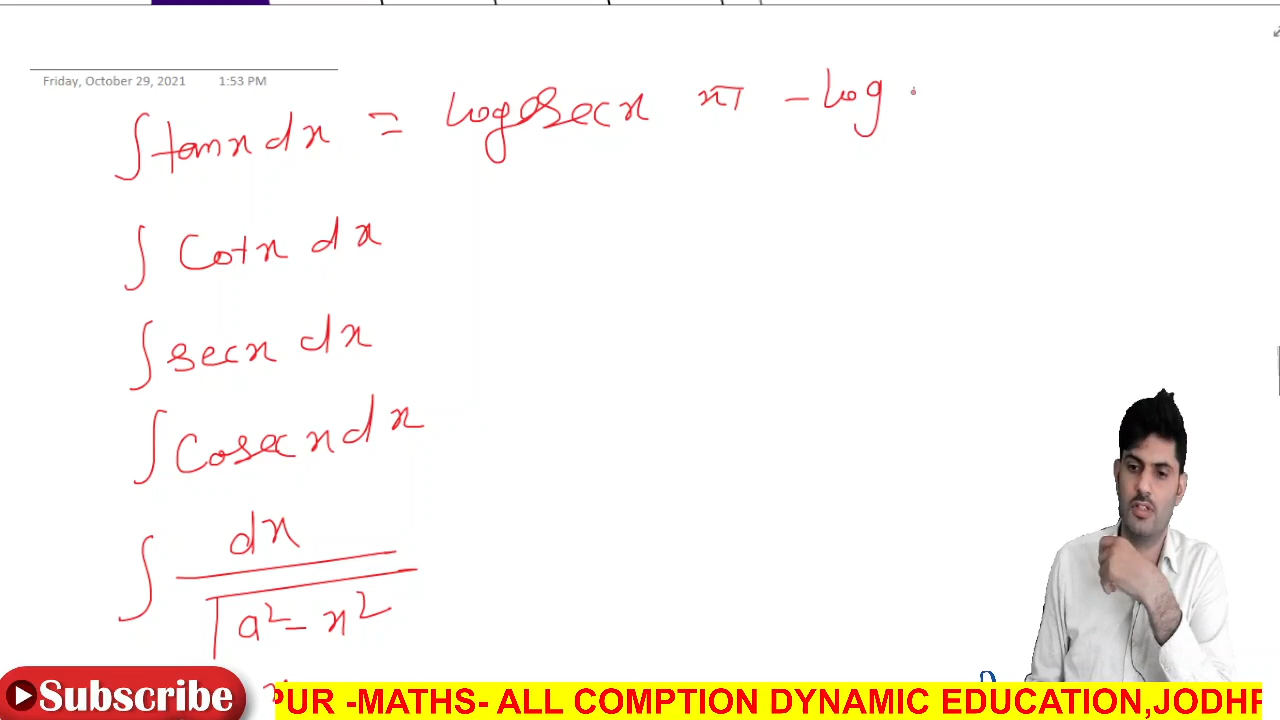 Friday, October 29, 2021 1:53 PM
∫tanx dx = log secx या - log
∫ Cotx dx
∫ secx dx
∫ Cosec x dx
∫ dx
√a² - x²
Subscribe
PUR -MATHS- ALL COMPTION DYNAMIC EDUCATION,JODHP